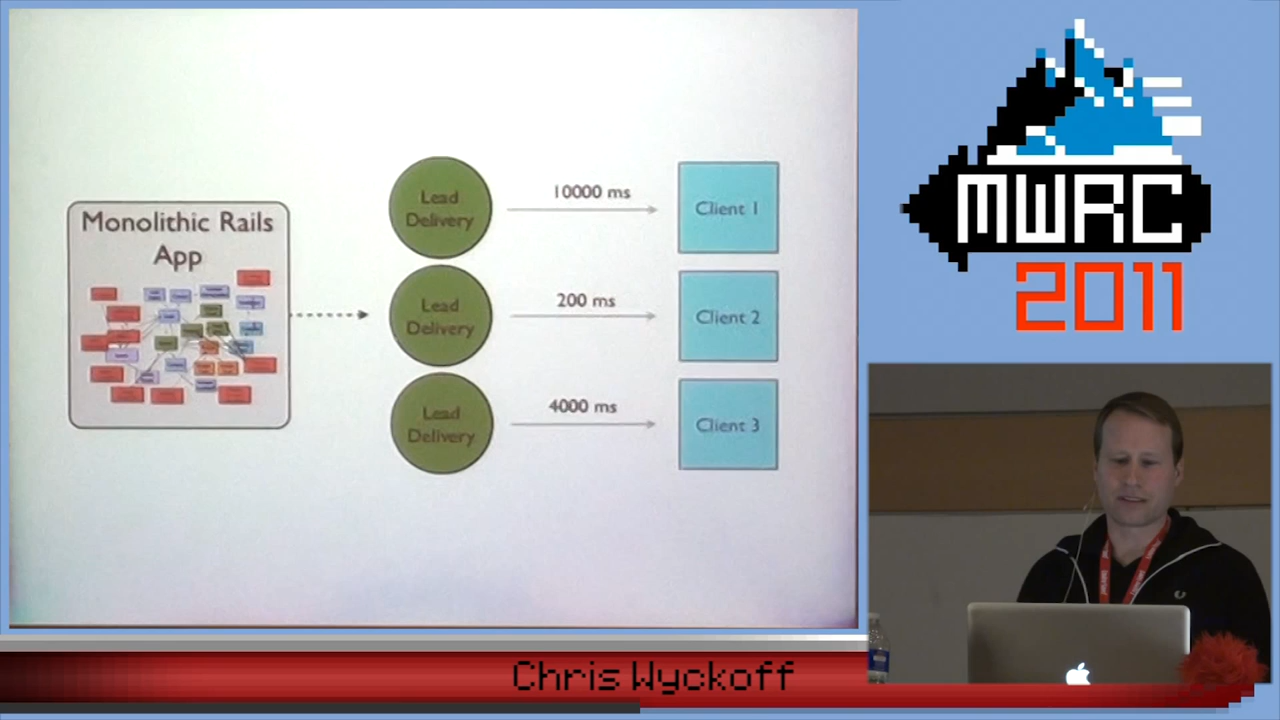 Monolithic Rails
App
Lead
Delivery
10000 ms
Client 1
Lead
Delivery
200 ms
Client 2
Lead
Delivery
4000 ms
Client 3
MWRC
2011
Chris Wyckoff